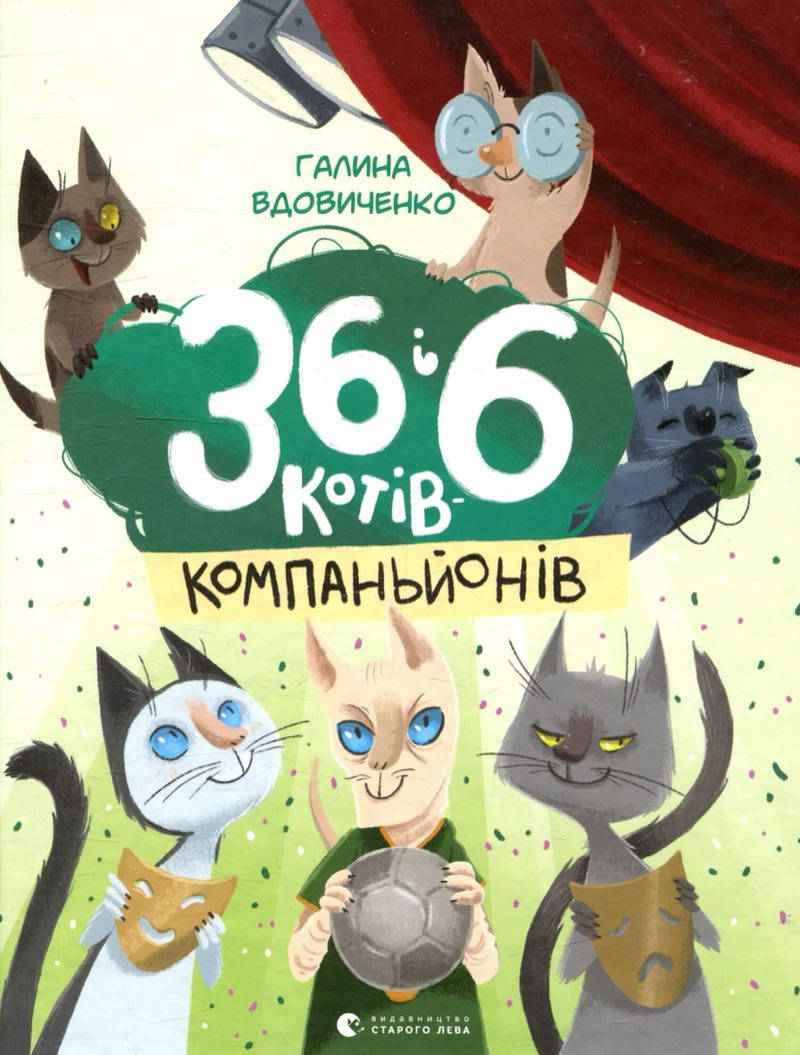 ГАЛИНА
ВДОВИЧЕНКО
36 і 6
КОТІВ-
КОМПАНЬЙОНІВ
ВИДАВНИЦТВО
СТАРОГО ЛЕВА